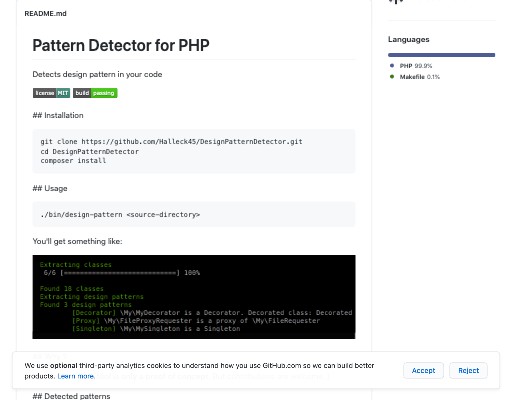 README.md
Pattern Detector for PHP
Detects design pattern in your code
license MIT build passing
## Installation
git clone https://github.com/Halleck45/DesignPatternDetector.git
cd DesignPatternDetector
composer install
## Usage
./bin/design-pattern <source-directory>
You'll get something like:
Extracting classes
6/6 [============================] 100%
Found 18 classes
Extracting design patterns
Found 3 design patterns
[Decorator] \My\MyDecorator is a Decorator. Decorated class: Decorated
[Proxy] \My\FileProxyRequester is a proxy of \My\FileRequester
[Singleton] \My\MySingleton is a Singleton
We use optional third-party analytics cookies to understand how you use GitHub.com so we can build better
products. Learn more.
Accept
Reject
## Detected patterns
Languages
PHP 99.9%
Makefile 0.1%